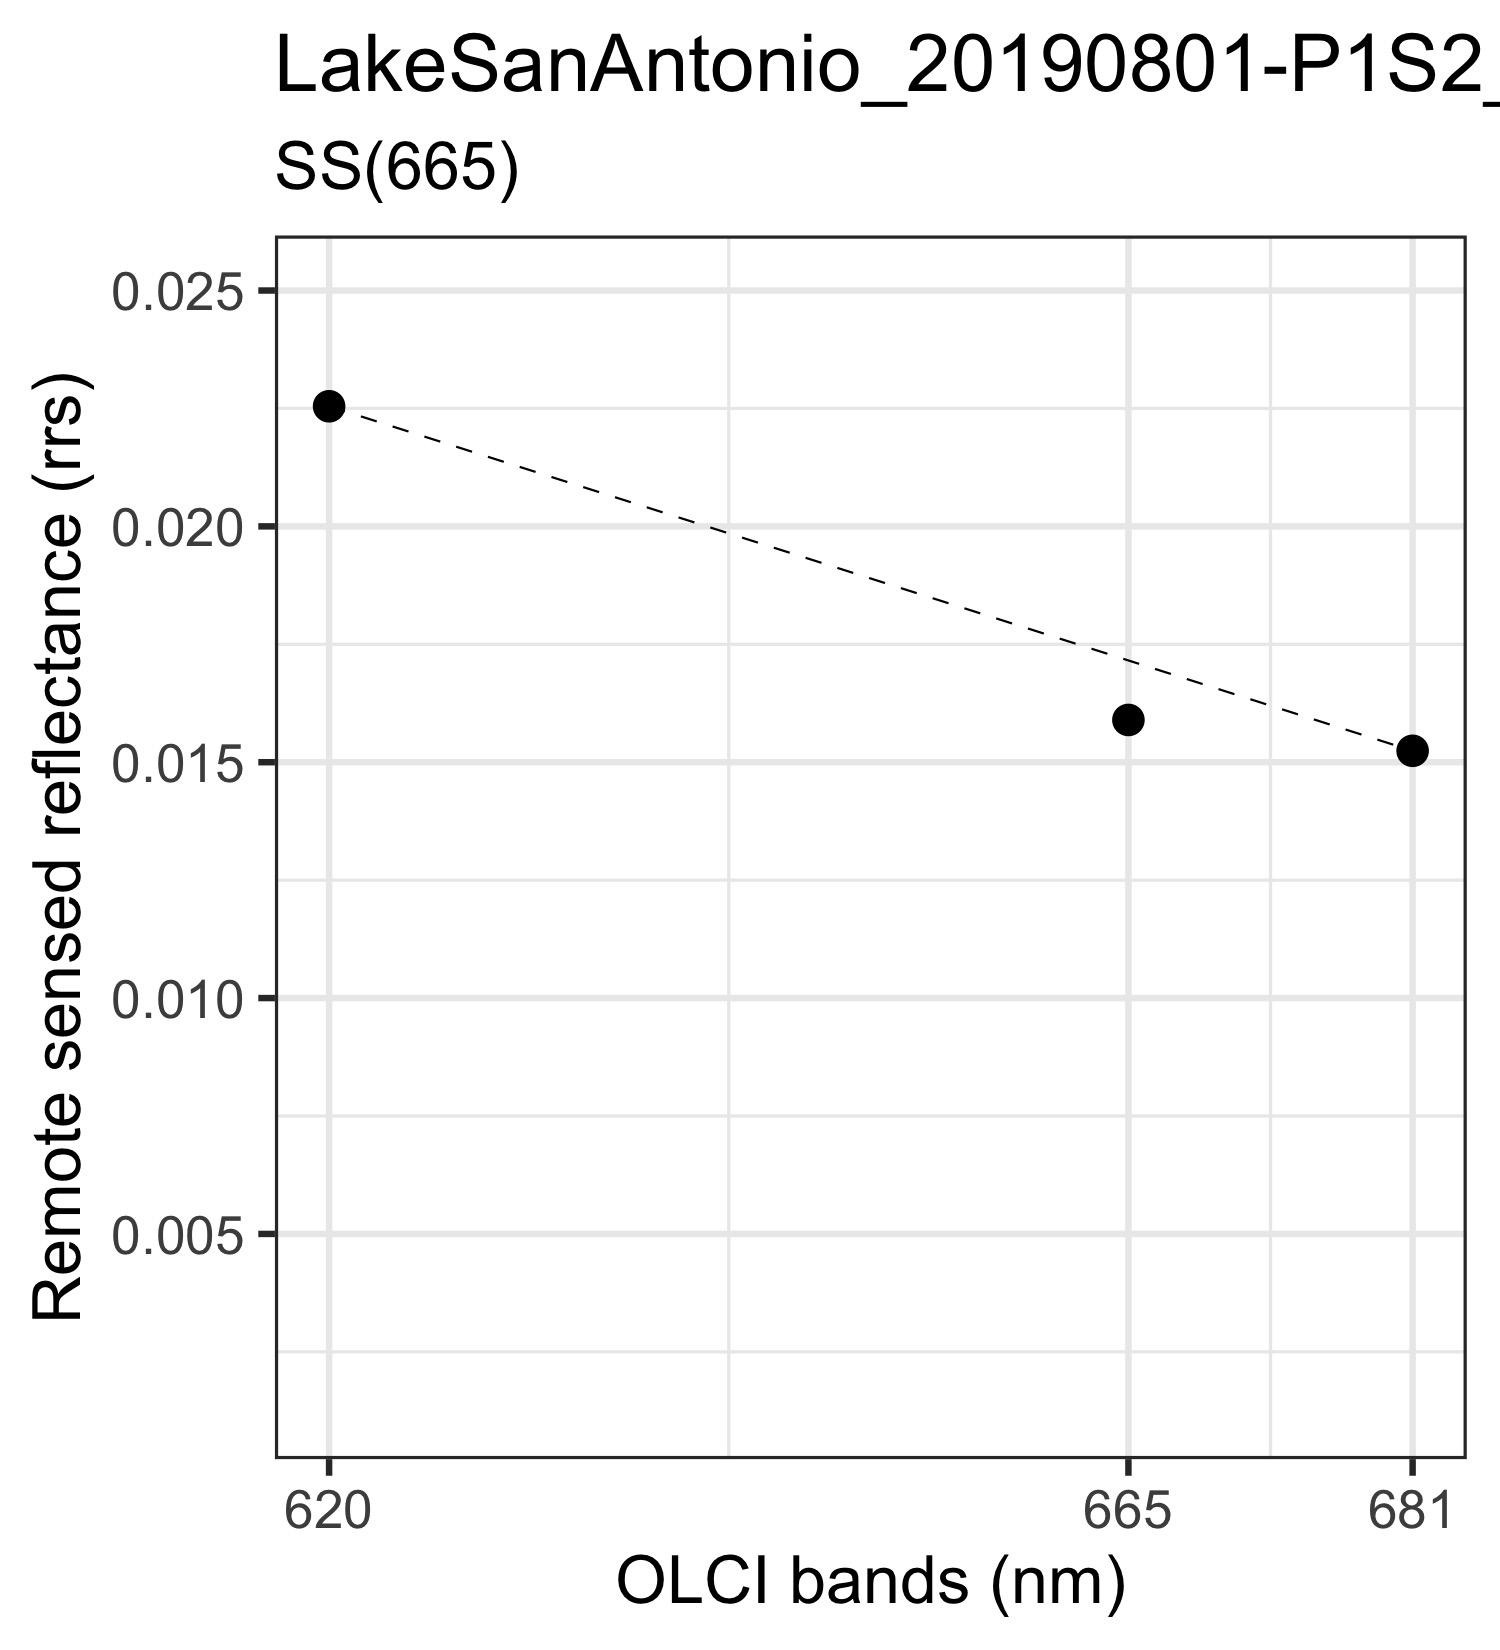 LakeSanAntonio_20190801-P1S2_
SS(665)
Remote sensed reflectance (rrs)
0.025
0.020
0.015
0.010
0.005
620 665 681
OLCI bands (nm)